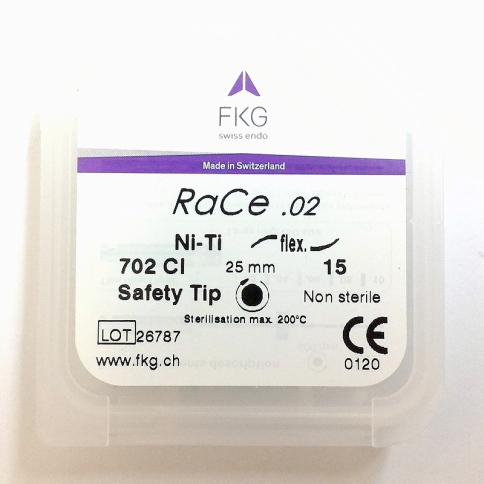 FKG
swiss endo
Made in Switzerland
RaCe .02
Ni-Ti flex.
702 CI 25 mm 15
Safety Tip Non sterile
Sterilisation max. 200°C
LOT 26787
www.fkg.ch
CE
0120